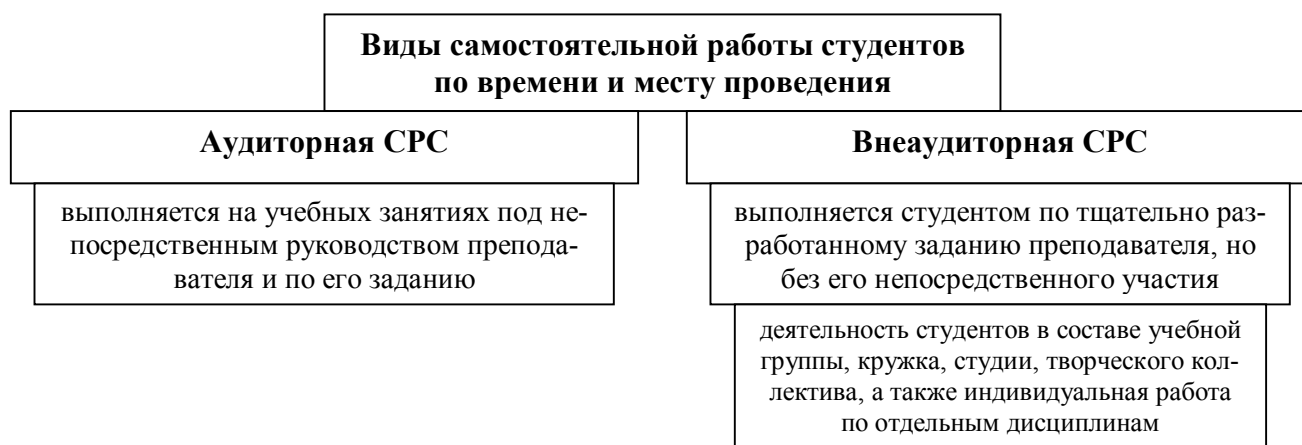 Виды самостоятельной работы студентов
по времени и месту проведения
Аудиторная СРС
выполняется на учебных занятиях под не-
посредственным руководством препода-
вателя и по его заданию
Внеаудиторная СРС
выполняется студентом по тщательно раз-
работанному заданию преподавателя, но
без его непосредственного участия
деятельность студентов в составе учебной
группы, кружка, студии, творческого кол-
лектива, а также индивидуальная работа
по отдельным дисциплинам